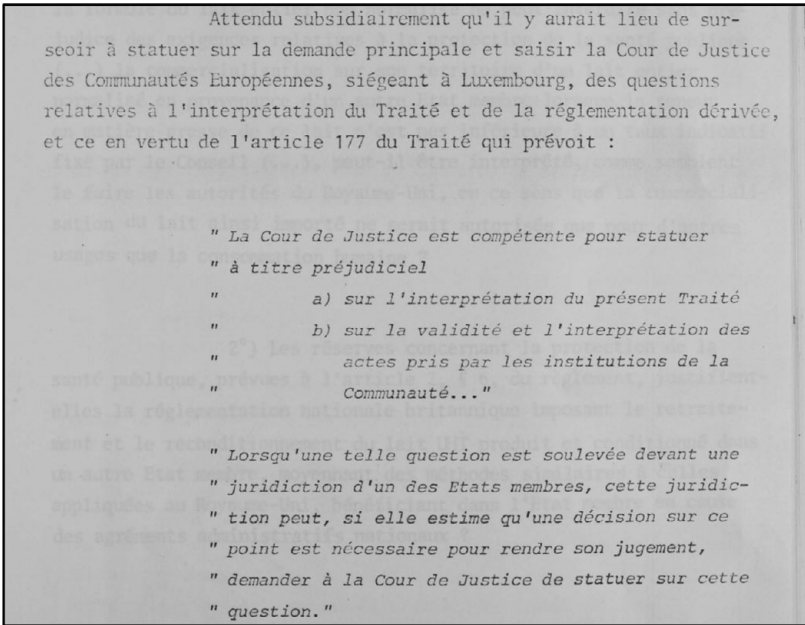 Attendu subsidiairement qu'il y aurait lieu de sur-
seoir à statuer sur la demande principale et saisir la Cour de Justice
des Communautés Européennes, siégeant à Luxembourg, des questions
relatives à l'interprétation du Traité et de la réglementation dérivée,
et ce en vertu de l'article 177 du Traité qui prévoit :
" La Cour de Justice est compétente pour statuer
" à titre préjudiciel
" a) sur l'interprétation du présent Traité
" b) sur la validité et l'interprétation des
" actes pris par les institutions de la
" Communauté..."
" Lorsqu'une telle question est soulevée devant une
" juridiction d'un des Etats membres, cette juridic-
" tion peut, si elle estime qu'une décision sur ce
" point est nécessaire pour rendre son jugement,
" demander à la Cour de Justice de statuer sur cette
" question."